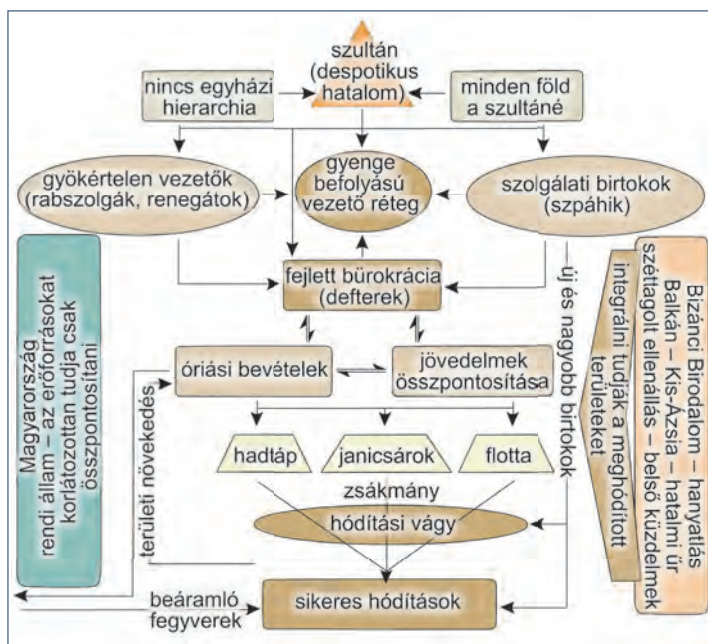 szultán
(despotikus
hatalom)
nincs egyházi
hierarchia
minden föld
a szultáné
gyökértelen vezetők
(rabszolgák, renegátok)
gyenge
befolyású
vezető réteg
szolgálati birtokok
(szpáhik)
fejlett bürokrácia
(defterek)
óriási bevételek
jövedelmek
összpontosítása
hadtáp
janicsárok
flotta
zsákmány
hódítási vágy
sikeres hódítások
beáramló
fegyverek
területi növekedés
új és nagyobb birtokok
Magyarország
rendi állam – az erőforrásokat
korlátozottan tudja csak
összpontosítani
integrálni tudják a meghódított
területeket
Bizánci Birodalom – hanyatlás
Balkán – Kis-Ázsia – hatalmi űr
széttagolt ellenállás – belső küzdelmek